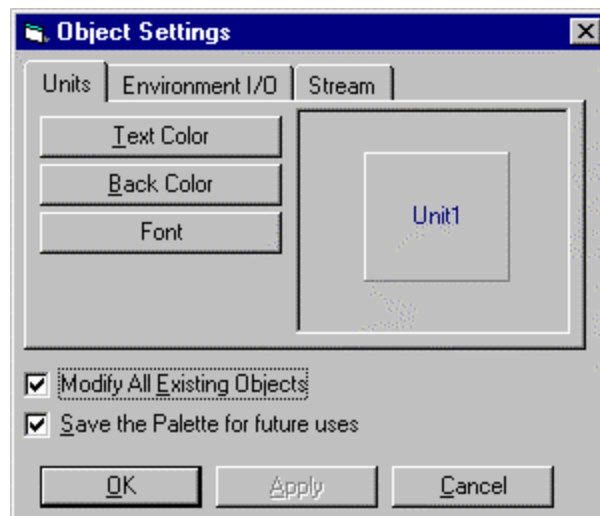 Object Settings
Units Environment I/O Stream
Text Color
Back Color
Font
Unit1
Modify All Existing Objects
Save the Palette for future uses
OK Apply Cancel